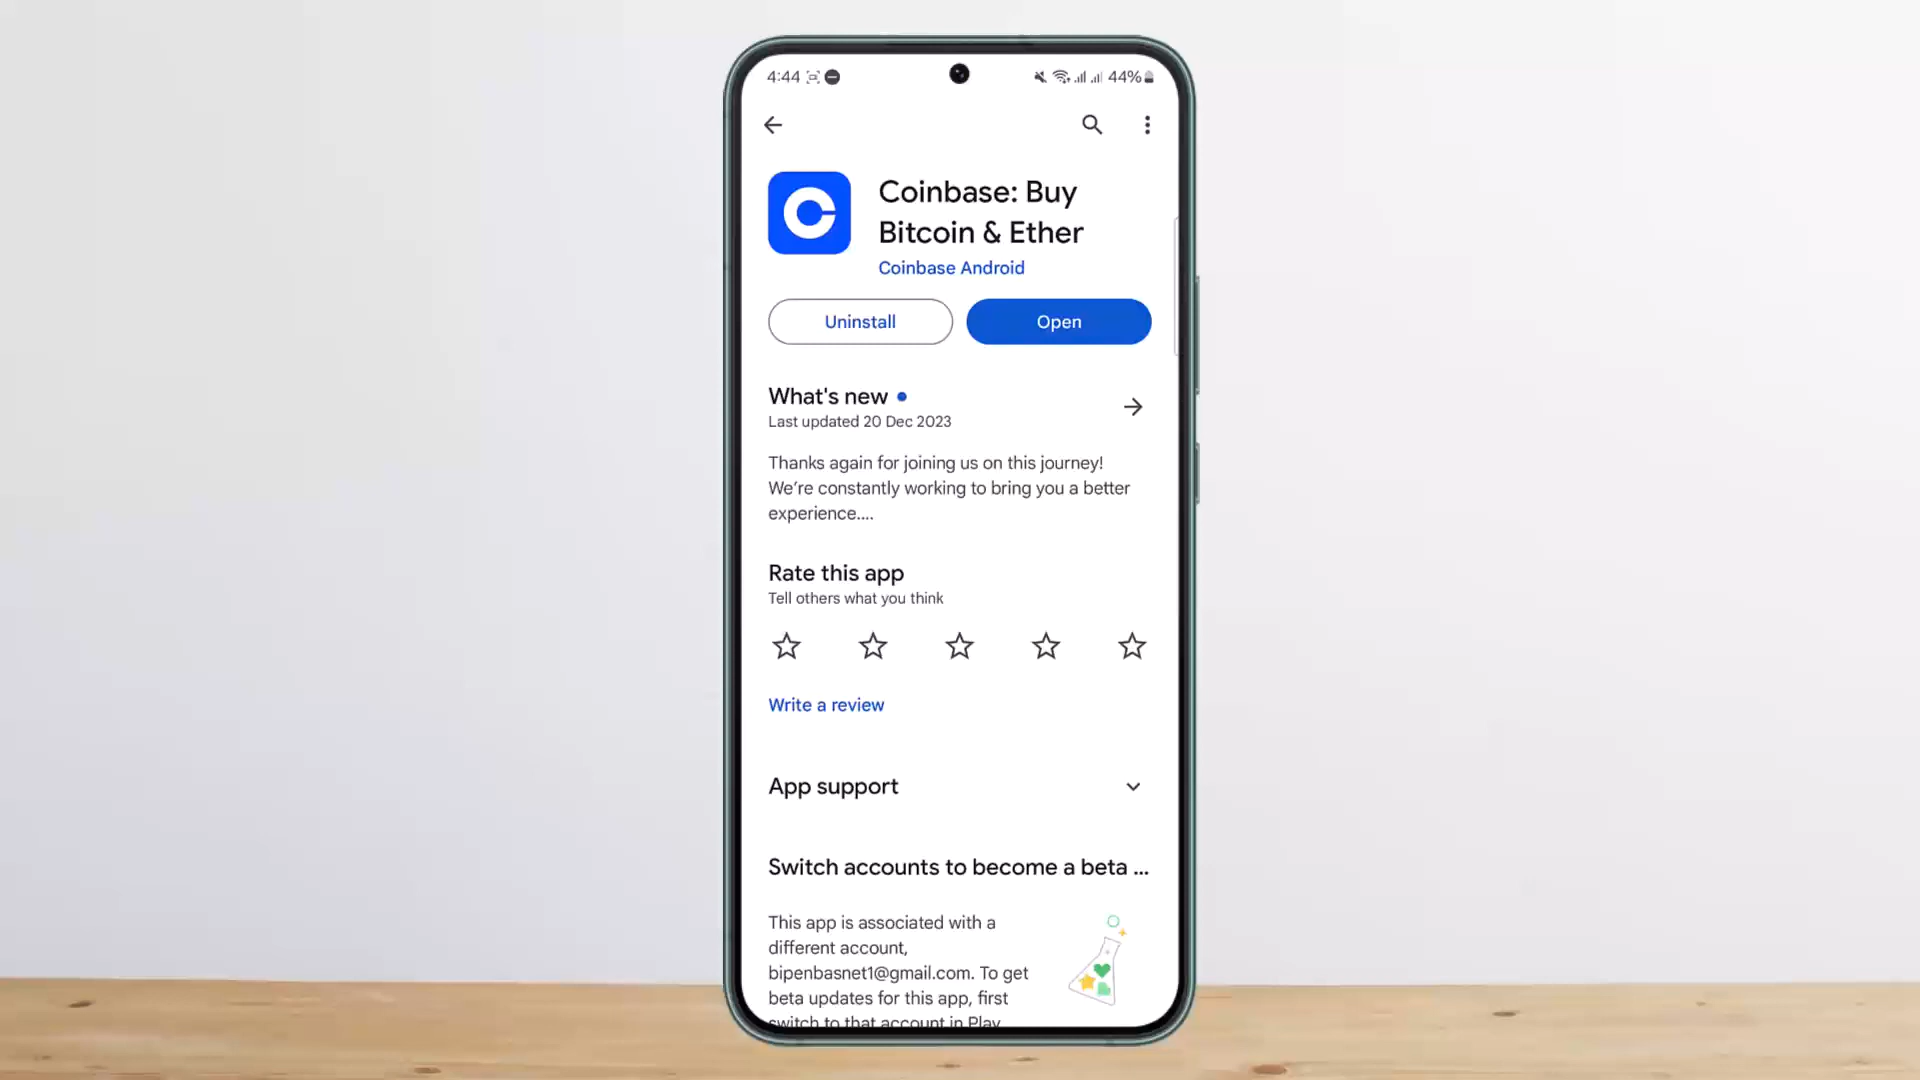 4:44
44%
Coinbase: Buy
Bitcoin & Ether
Coinbase Android
Uninstall
Open
What's new
Last updated 20 Dec 2023
Thanks again for joining us on this journey!
We're constantly working to bring you a better
experience....
Rate this app
Tell others what you think
Write a review
App support
Switch accounts to become a beta ...
This app is associated with a
different account,
bipenbasnet1@gmail.com. To get
beta updates for this app, first
switch to that account in Play